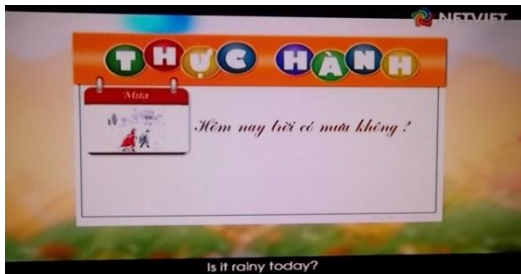 NETVIET
THỰC HÀNH
Mưa
Hôm nay trời có mưa không ?
Is it rainy today?